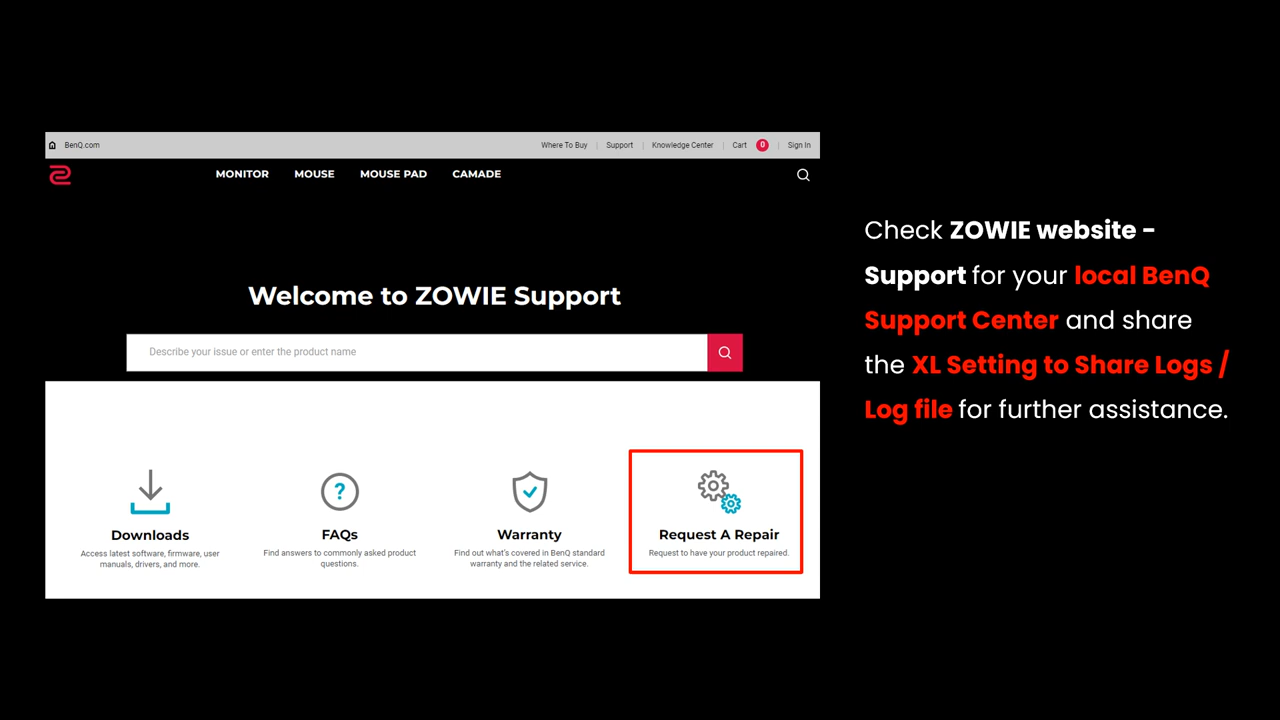 BenQ.com
Where To Buy | Support | Knowledge Center | Cart 0 | Sign In
MONITOR MOUSE MOUSE PAD CAMADE
Welcome to ZOWIE Support
Describe your issue or enter the product name
Downloads
Access latest software, firmware, user
manuals, drivers, and more.
FAQs
Find answers to commonly asked product
questions.
Warranty
Find out what's covered in BenQ standard
warranty and the related service.
Request A Repair
Request to have your product repaired.
Check ZOWIE website -
Support for your local BenQ
Support Center and share
the XL Setting to Share Logs /
Log file for further assistance.